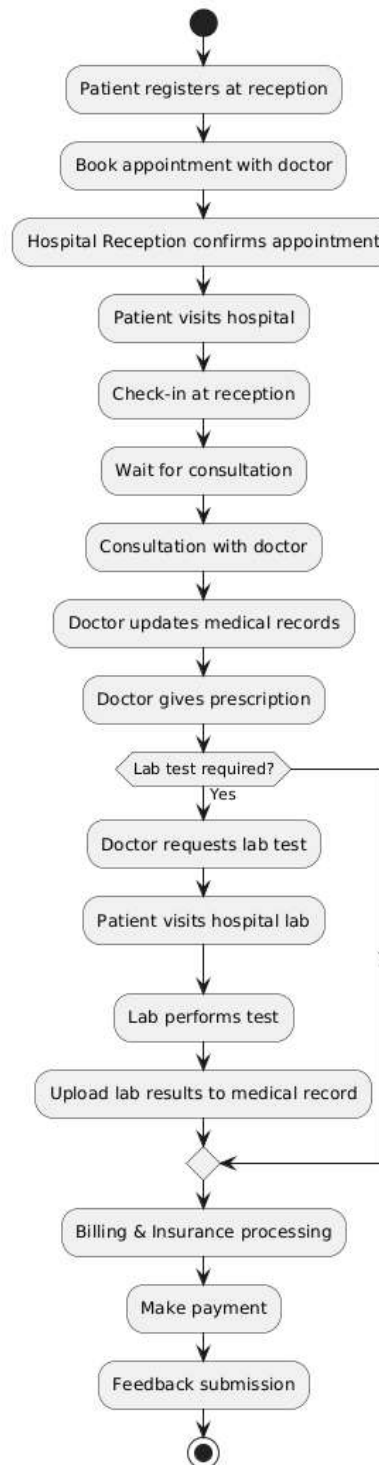 Patient registers at reception
Book appointment with doctor
Hospital Reception confirms appointment
Patient visits hospital
Check-in at reception
Wait for consultation
Consultation with doctor
Doctor updates medical records
Doctor gives prescription
Lab test required?
Yes
Doctor requests lab test
Patient visits hospital lab
Lab performs test
Upload lab results to medical record
Billing & Insurance processing
Make payment
Feedback submission